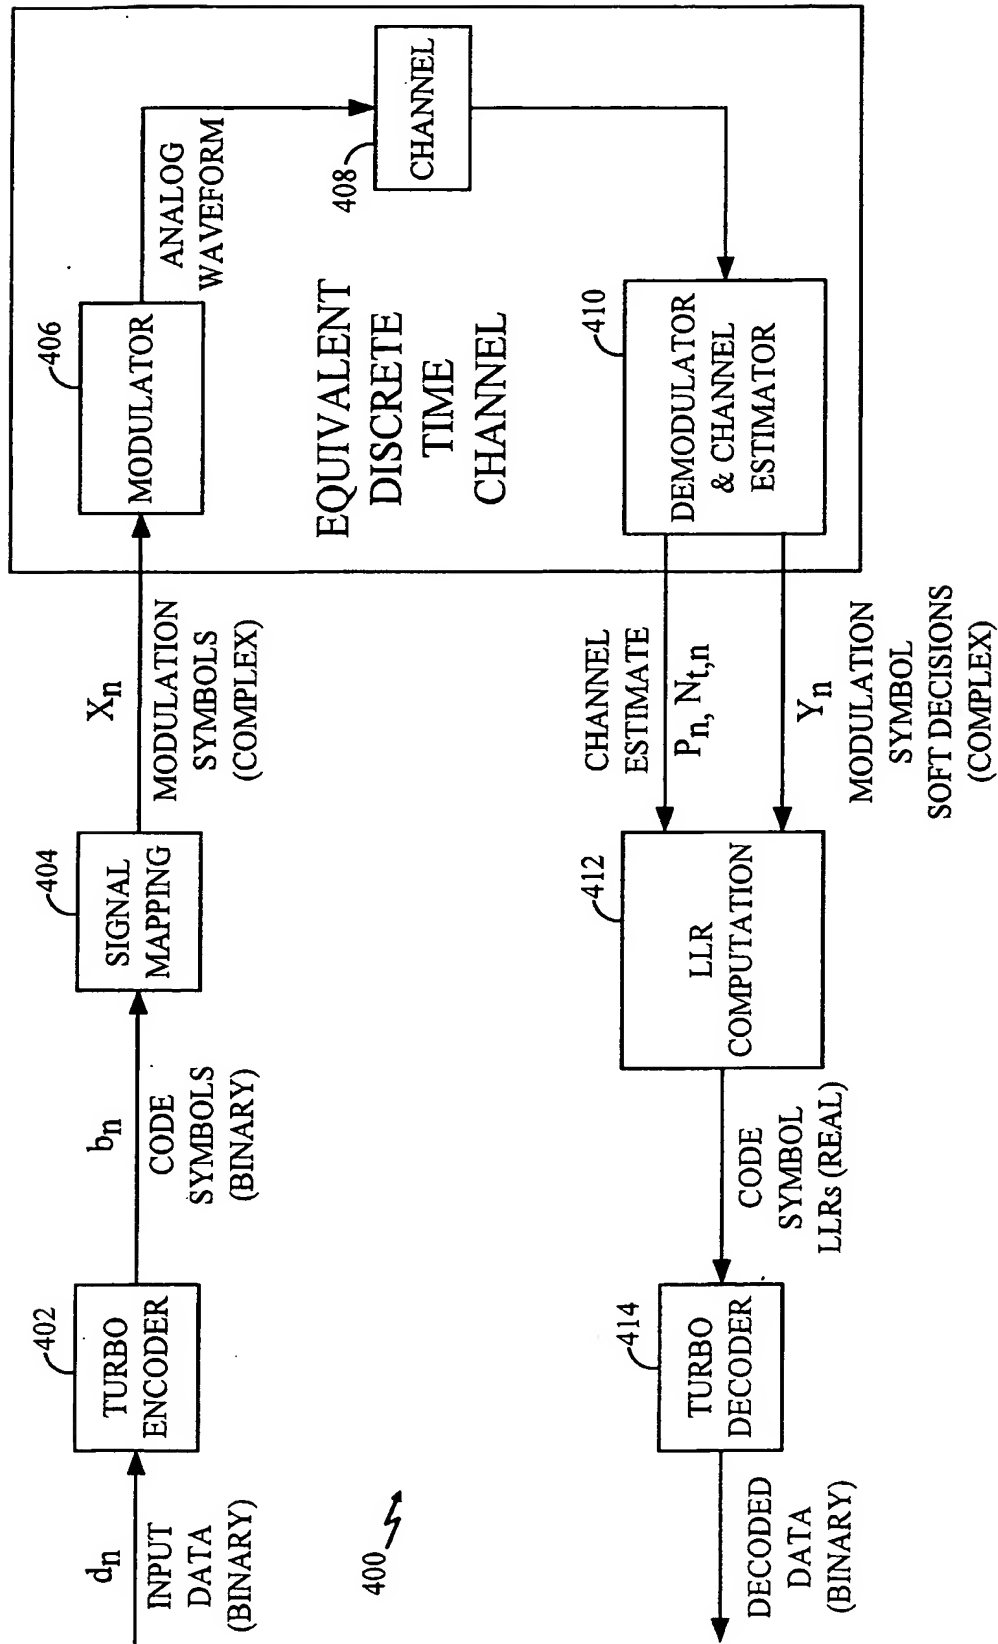 d_n
INPUT
DATA
(BINARY)
402
TURBO
ENCODER
b_n
CODE
SYMBOLS
(BINARY)
404
SIGNAL
MAPPING
X_n
MODULATION
SYMBOLS
(COMPLEX)
406
MODULATOR
ANALOG
WAVEFORM
408
CHANNEL
EQUIVALENT
DISCRETE
TIME
CHANNEL
410
DEMODULATOR
& CHANNEL
ESTIMATOR
CHANNEL
ESTIMATE
P_n, N_t,n
Y_n
MODULATION
SYMBOL
SOFT DECISIONS
(COMPLEX)
412
LLR
COMPUTATION
CODE
SYMBOL
LLRs (REAL)
414
TURBO
DECODER
DECODED
DATA
(BINARY)
400